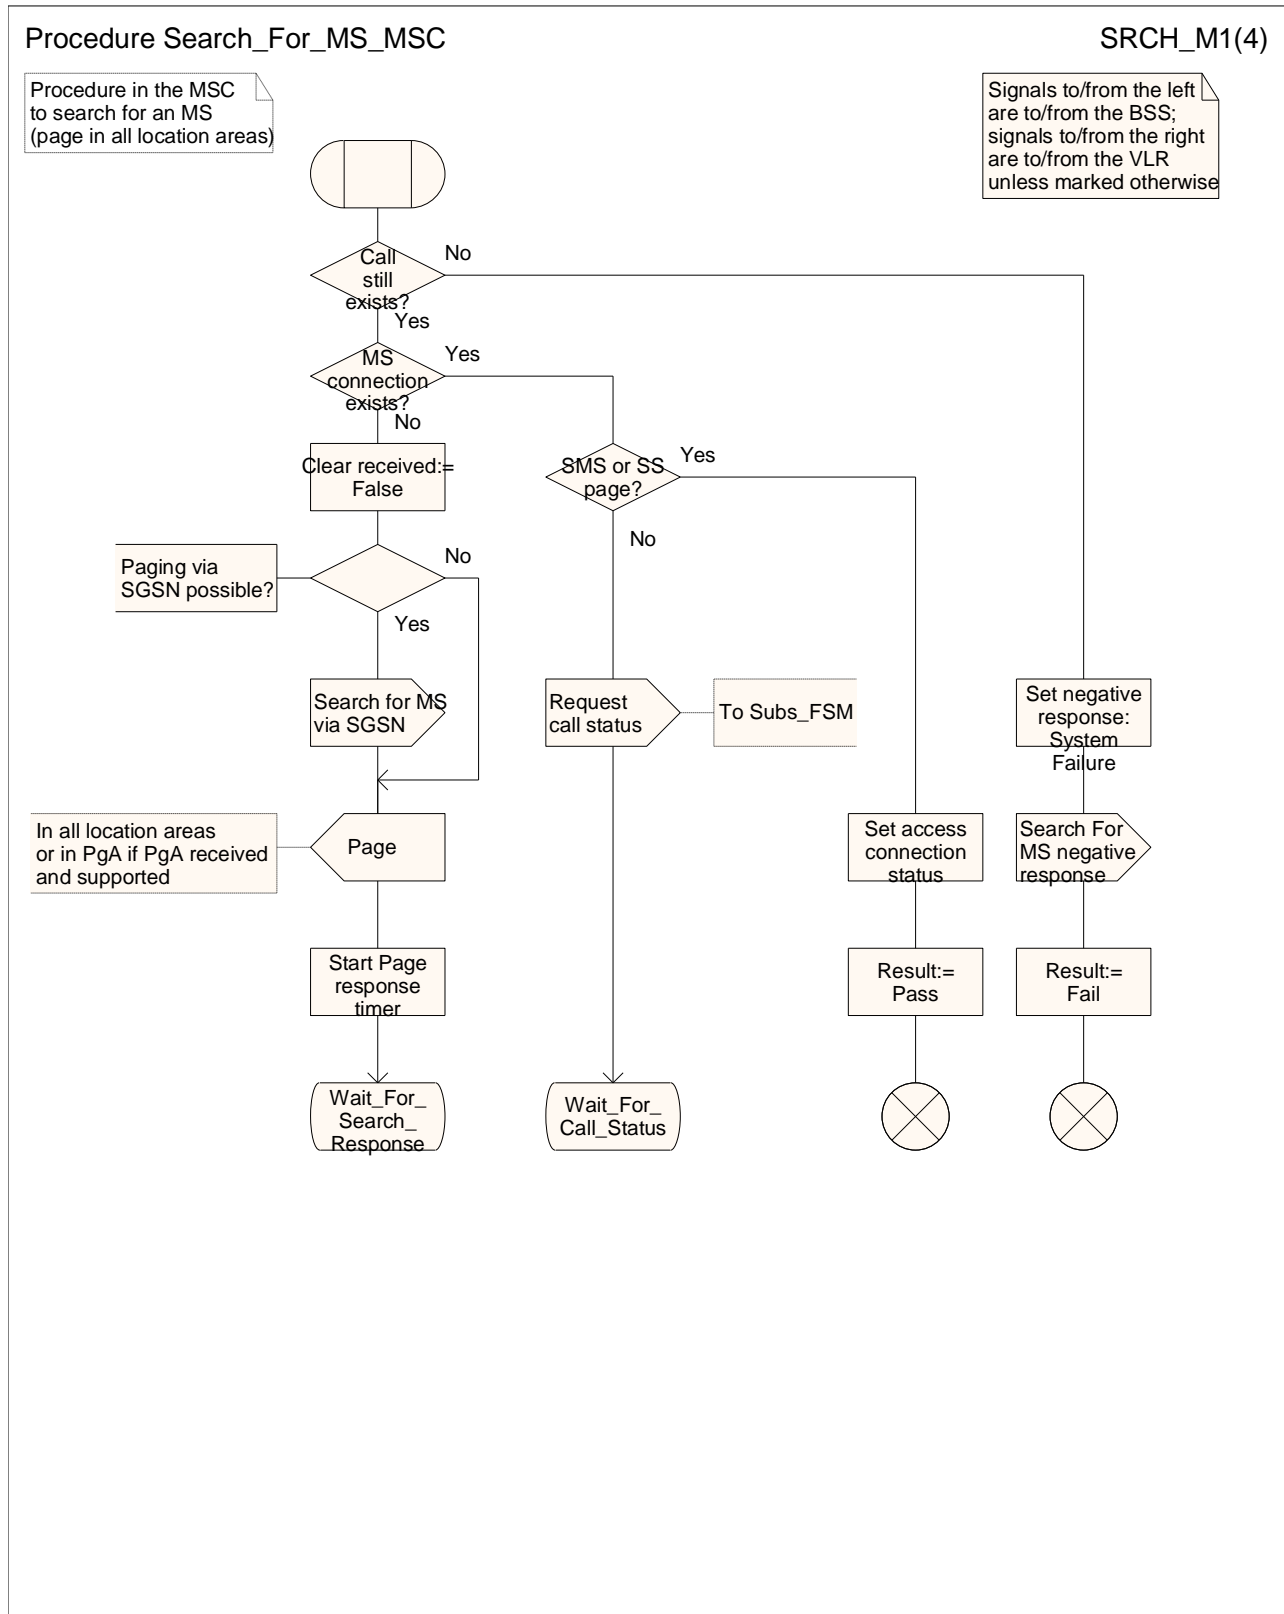 Procedure Search_For_MS_MSC
SRCH_M1(4)
Procedure in the MSC
to search for an MS
(page in all location areas)
Signals to/from the left
are to/from the BSS;
signals to/from the right
are to/from the VLR
unless marked otherwise
Call
still
exists?
No
Yes
MS
connection
exists?
Yes
No
Clear received:=
False
SMS or SS
page?
Yes
No
Paging via
SGSN possible?
No
Yes
Search for MS
via SGSN
Request
call status
To Subs_FSM
Set negative
response:
System
Failure
In all location areas
or in PgA if PgA received
and supported
Page
Set access
connection
status
Search For
MS negative
response
Start Page
response
timer
Result:=
Pass
Result:=
Fail
Wait_For_
Search_
Response
Wait_For_
Call_Status